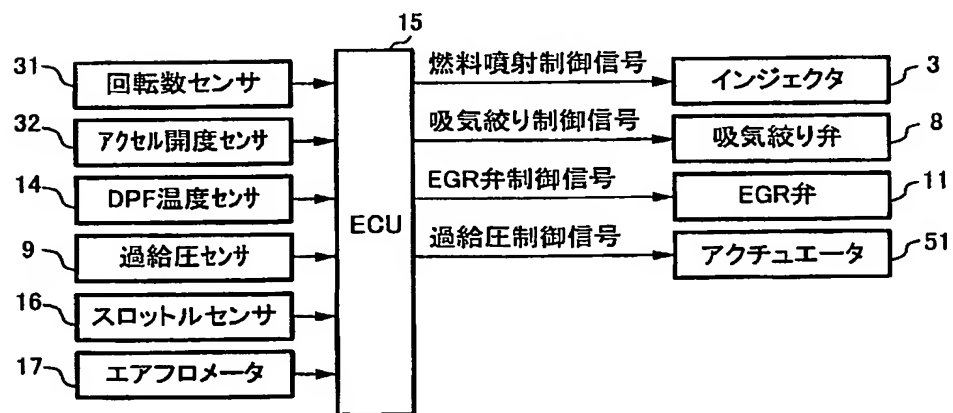 15
31
回転数センサ
燃料噴射制御信号
インジェクタ
3
32
アクセル開度センサ
吸気絞り制御信号
吸気絞り弁
8
14
DPF温度センサ
ECU
EGR弁制御信号
EGR弁
11
9
過給圧センサ
過給圧制御信号
アクチュエータ
51
16
スロットルセンサ
17
エアフロメータ